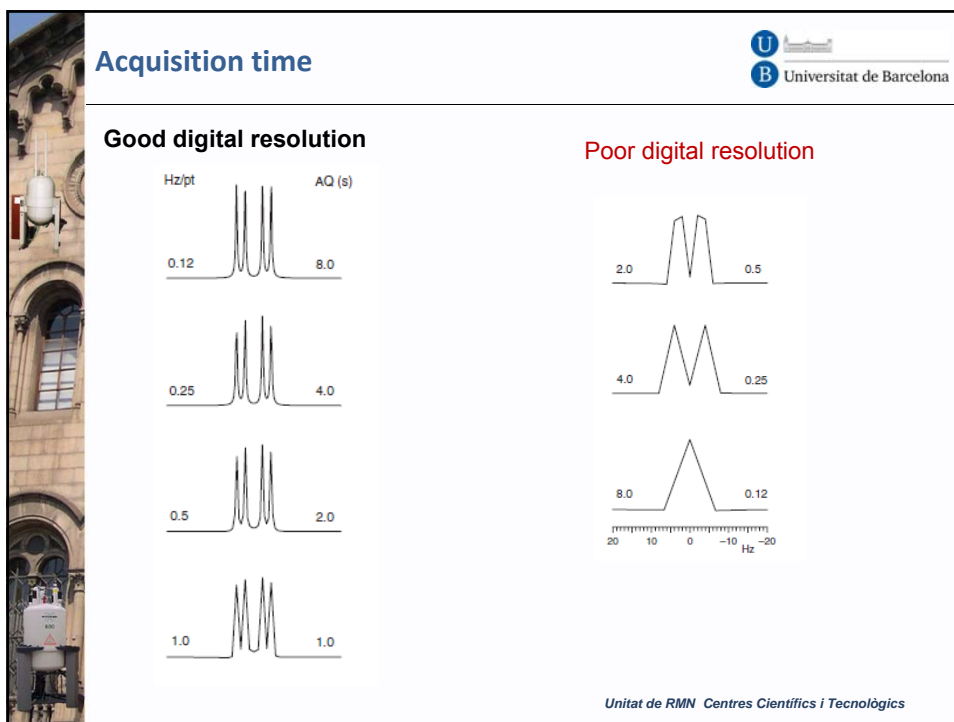 Acquisition time
U
B Universitat de Barcelona
Good digital resolution
Hz/pt AQ (s)
0.12 8.0
0.25 4.0
0.5 2.0
1.0 1.0
Poor digital resolution
2.0 0.5
4.0 0.25
8.0 0.12
20 10 0 −10 −20
Hz
Unitat de RMN Centres Científics i Tecnològics